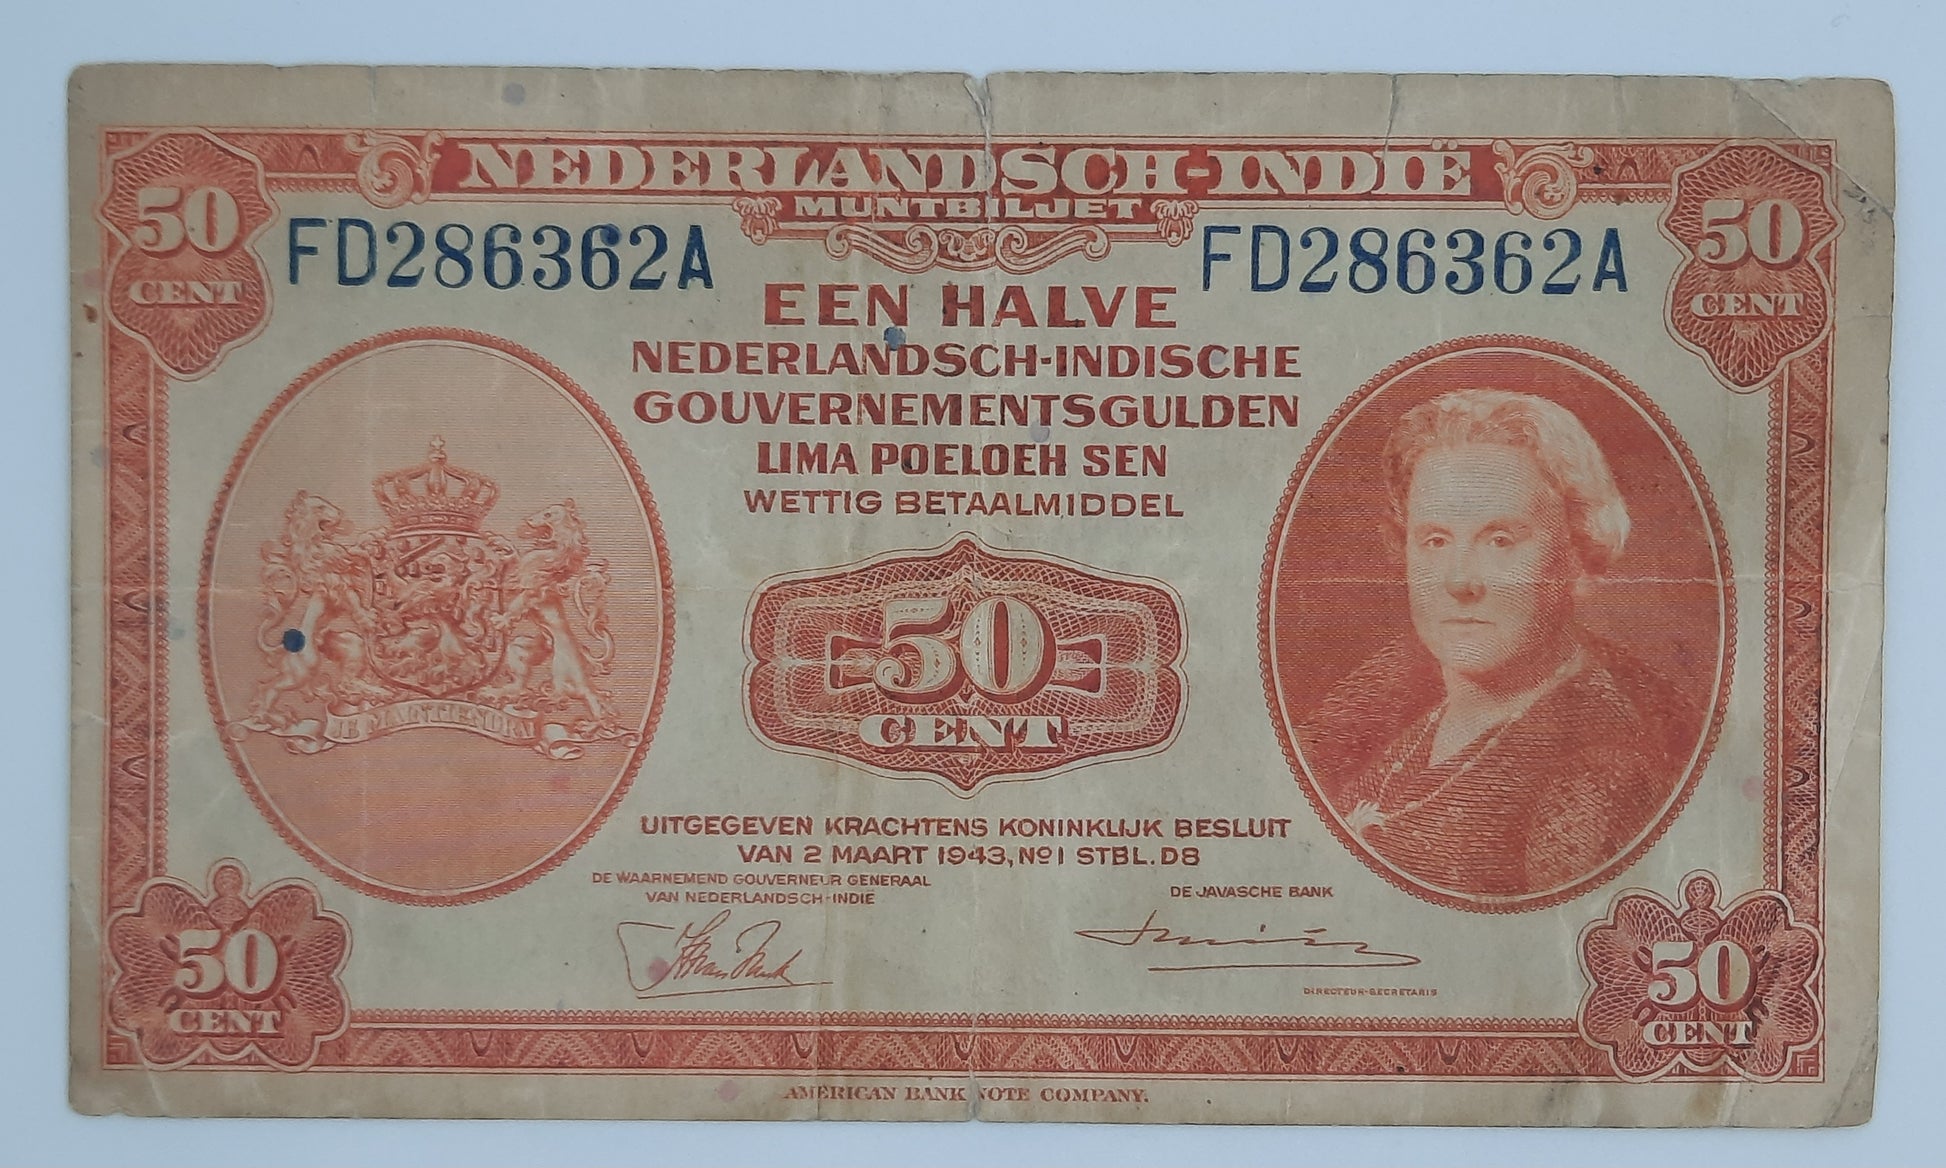 NEDERLANDSCH-INDIË
MUNTBILJET
50
CENT
50
CENT
FD286362A
FD286362A
EEN HALVE
NEDERLANDSCH-INDISCHE
GOUVERNEMENTSGULDEN
LIMA POELOEH SEN
WETTIG BETAALMIDDEL
50
CENT
JE MAINTIENDRAI
UITGEGEVEN KRACHTENS KONINKLIJK BESLUIT
VAN 2 MAART 1943, No 1 STBL. D8
DE WAARNEMEND GOUVERNEUR GENERAAL
VAN NEDERLANDSCH-INDIE
DE JAVASCHE BANK
DIRECTEUR-SECRETARIS
50
CENT
50
CENT
AMERICAN BANK NOTE COMPANY.